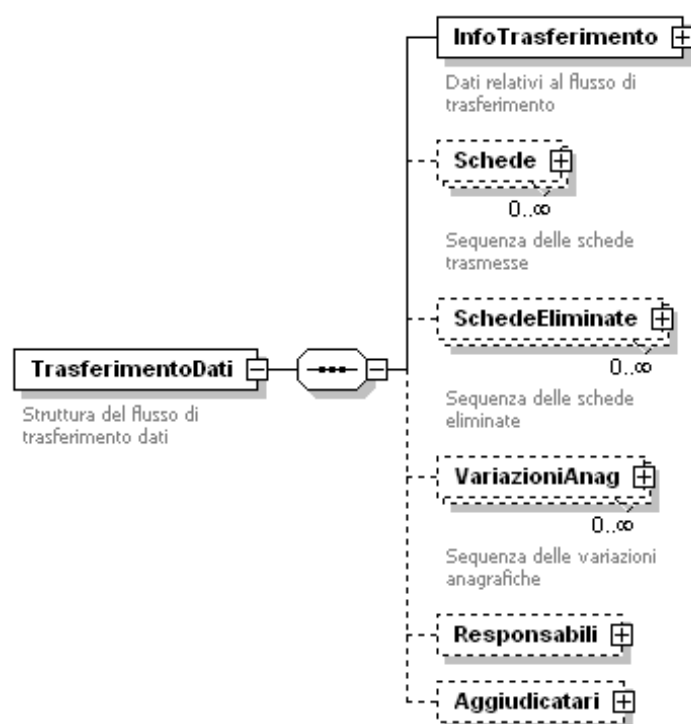 InfoTrasferimento
Dati relativi al flusso di
trasferimento
Schede
0..∞
Sequenza delle schede
trasmesse
SchedeEliminate
0..∞
Sequenza delle schede
eliminate
TrasferimentoDati
Struttura del flusso di
trasferimento dati
VariazioniAnag
0..∞
Sequenza delle variazioni
anagrafiche
Responsabili
Aggiudicatari